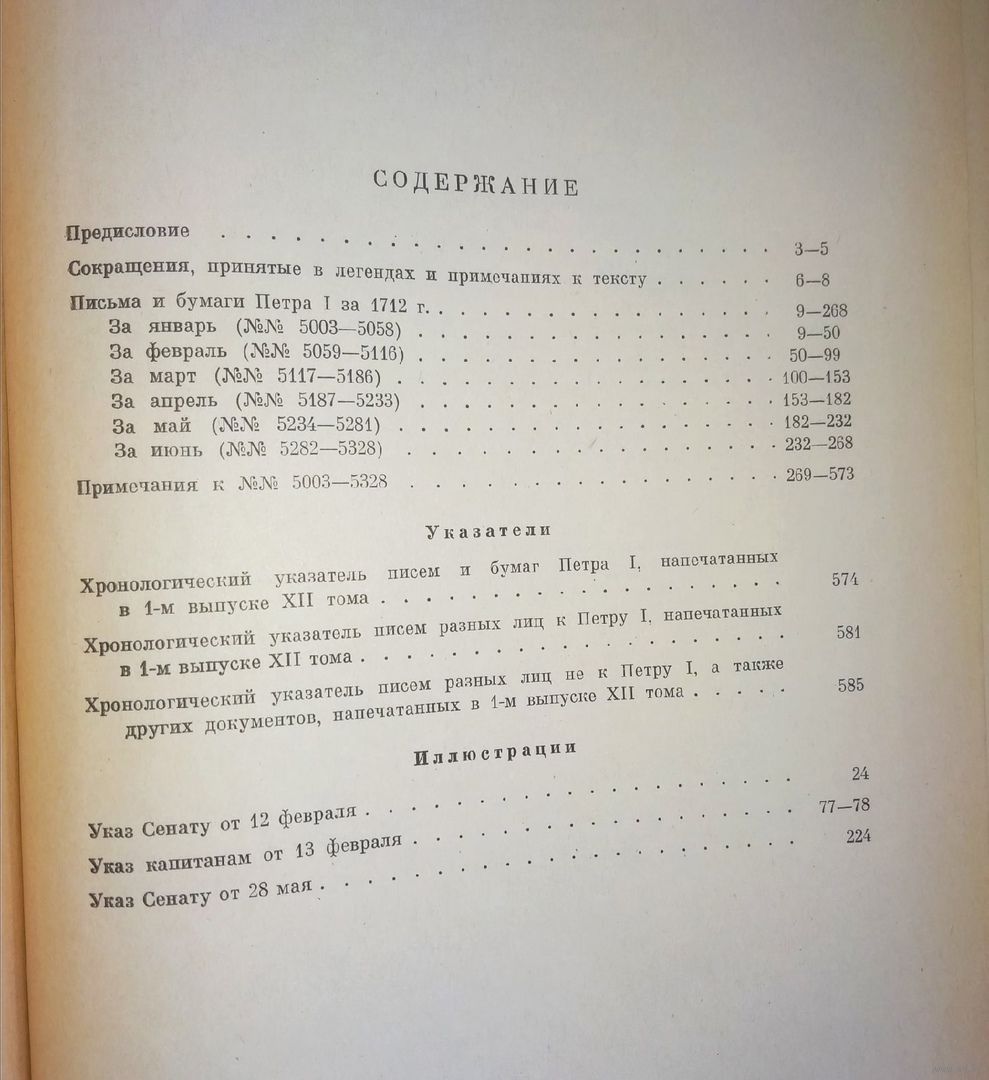 СОДЕРЖАНИЕ
Предисловие . . . . . . . . . . . . . . . . . . . . . . . 3—5
Сокращения, принятые в легендах и примечаниях к тексту . . . . . . 6—8
Письма и бумаги Петра I за 1712 г. . . . . . . . . . . . . . . . 9—268
За январь (№№ 5003—5058) . . . . . . . . . . . . . . . . 9—50
За февраль (№№ 5059—5116) . . . . . . . . . . . . . . . . 50—99
За март (№№ 5117—5186) . . . . . . . . . . . . . . . . . 100—153
За апрель (№№ 5187—5233) . . . . . . . . . . . . . . . . 153—182
За май (№№ 5234—5281) . . . . . . . . . . . . . . . . . 182—232
За июнь (№№ 5282—5328) . . . . . . . . . . . . . . . . 232—268
Примечания к №№ 5003—5328 . . . . . . . . . . . . . . . 269—573
Указатели
Хронологический указатель писем и бумаг Петра I, напечатанных
в 1-м выпуске XII тома . . . . . . . . . . . . . . . . . 574
Хронологический указатель писем разных лиц к Петру I, напечатанных
в 1-м выпуске XII тома . . . . . . . . . . . . . . . . . . 581
Хронологический указатель писем разных лиц не к Петру I, а также
других документов, напечатанных в 1-м выпуске XII тома . . . . . 585
Иллюстрации
Указ Сенату от 12 февраля . . . . . . . . . . . . . . . . . . 24
Указ капитанам от 13 февраля . . . . . . . . . . . . . . . . 77—78
Указ Сенату от 28 мая . . . . . . . . . . . . . . . . . . . . 224